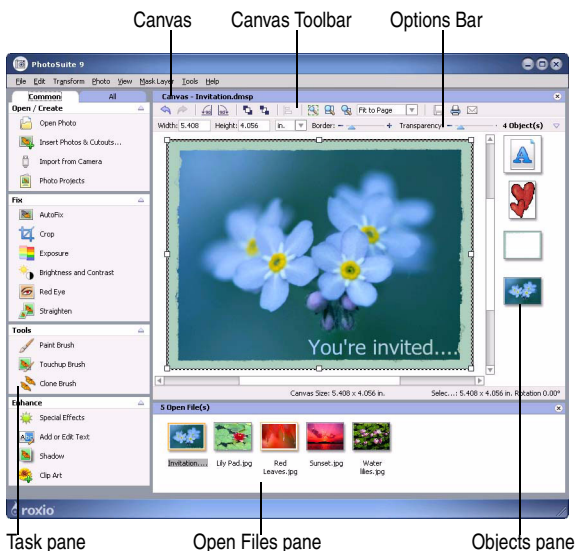 Canvas Canvas Toolbar Options Bar
PhotoSuite 9
File Edit Transform Photo View Mask Layer Tools Help
Common All
Canvas - Invitation.dmsp
Open / Create
Open Photo
Insert Photos & Cutouts...
Import from Camera
Photo Projects
Fit to Page
Width: 5.408 Height: 4.056 in. Border: - + Transparency: - 4 Object(s)
Fix
AutoFix
Crop
Exposure
Brightness and Contrast
Red Eye
Straighten
A
You're invited....
Tools
Paint Brush
Touchup Brush
Clone Brush
Canvas Size: 5.408 x 4.056 in. Selec...: 5.408 x 4.056 in. Rotation 0.00°
Enhance
Special Effects
Add or Edit Text
Shadow
Clip Art
5 Open File(s)
Invitation.... Lily Pad.jpg Red Leaves.jpg Sunset.jpg Water lilies.jpg
roxio
Task pane Open Files pane Objects pane